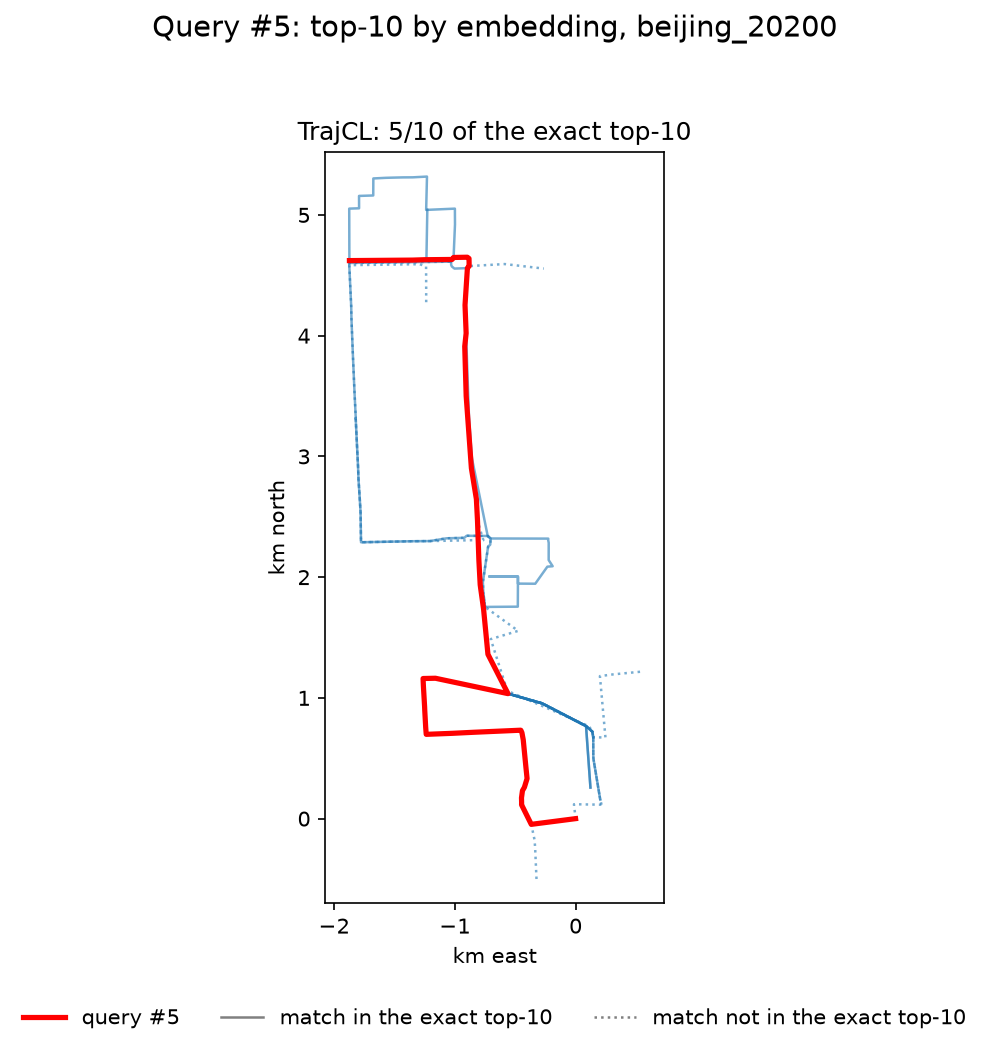 Query #5: top-10 by embedding, beijing_20200
TrajCL: 5/10 of the exact top-10
5
4
3
2
1
0
km north
−2 −1 0
km east
query #5 match in the exact top-10 match not in the exact top-10